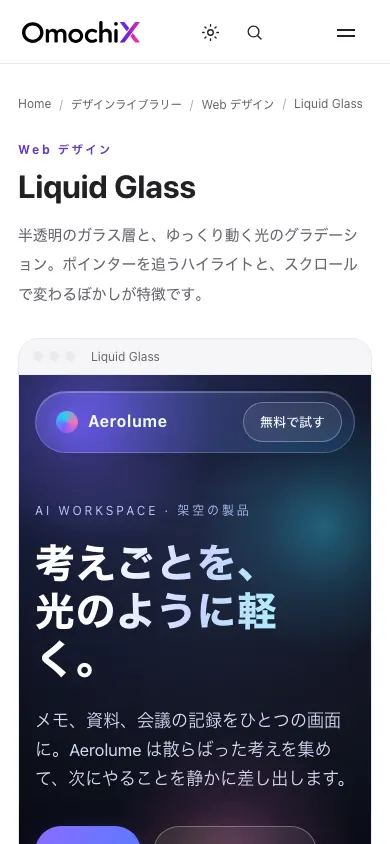 OmochiX
Home / デザインライブラリー / Web デザイン / Liquid Glass
Web デザイン
Liquid Glass
半透明のガラス層と、ゆっくり動く光のグラデーシ
ョン。ポインターを追うハイライトと、スクロール
で変わるぼかしが特徴です。
Liquid Glass
Aerolume
無料で試す
AI WORKSPACE · 架空の製品
考えごとを、
光のように軽
く。
メモ、資料、会議の記録をひとつの画面
に。Aerolume は散らばった考えを集め
て、次にやることを静かに差し出します。